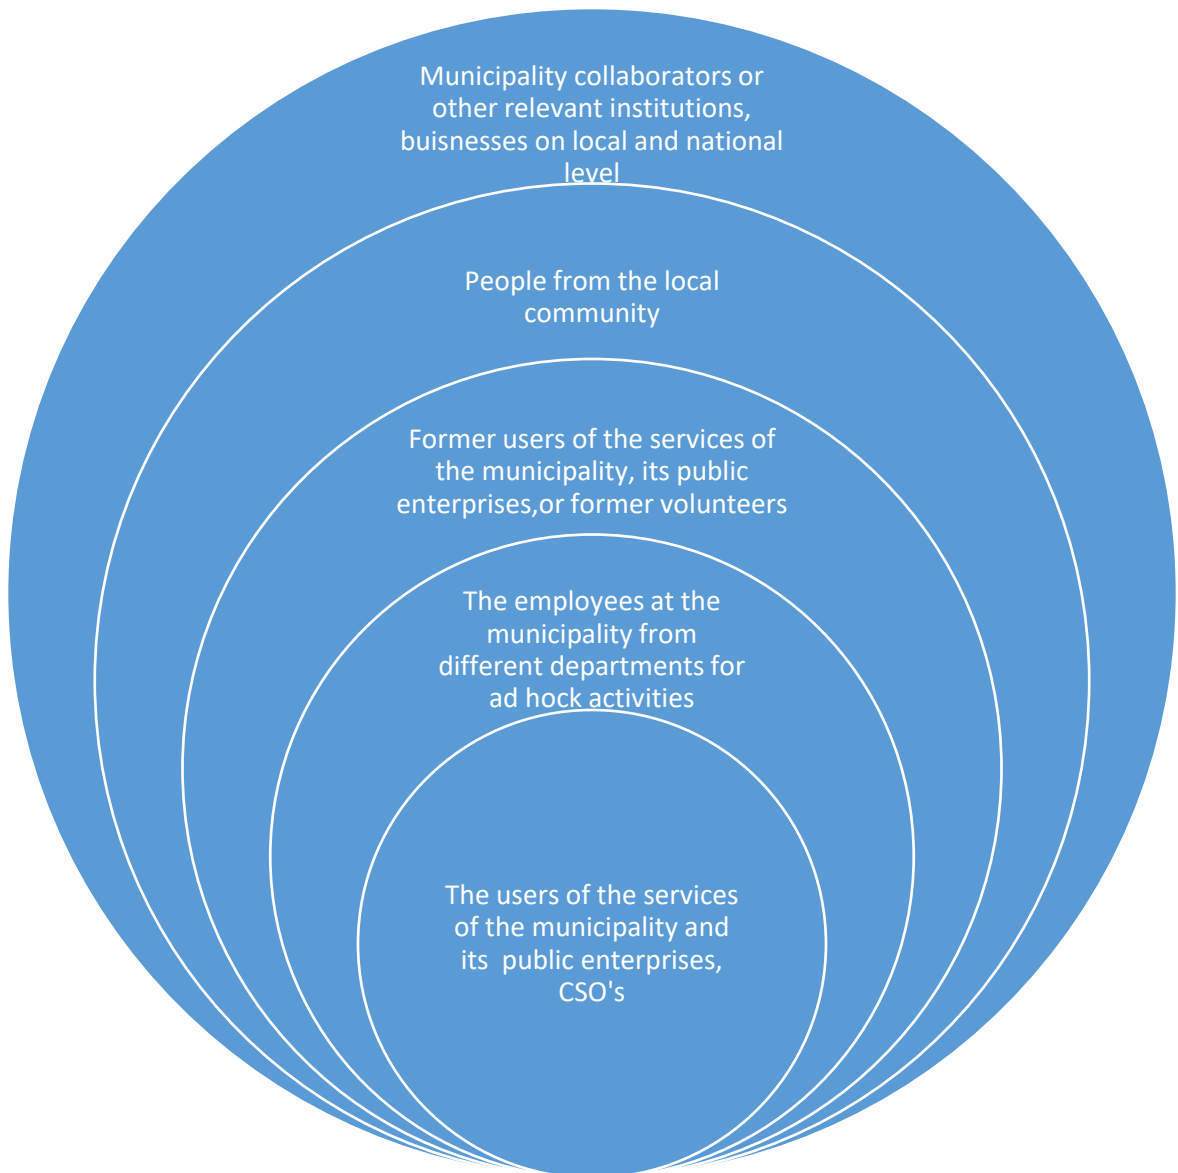 Municipality collaborators or
other relevant institutions,
buisnesses on local and national
level
People from the local
community
Former users of the services of
the municipality, its public
enterprises,or former volunteers
The employees at the
municipality from
different departments for
ad hock activities
The users of the services
of the municipality and
its  public enterprises,
CSO's